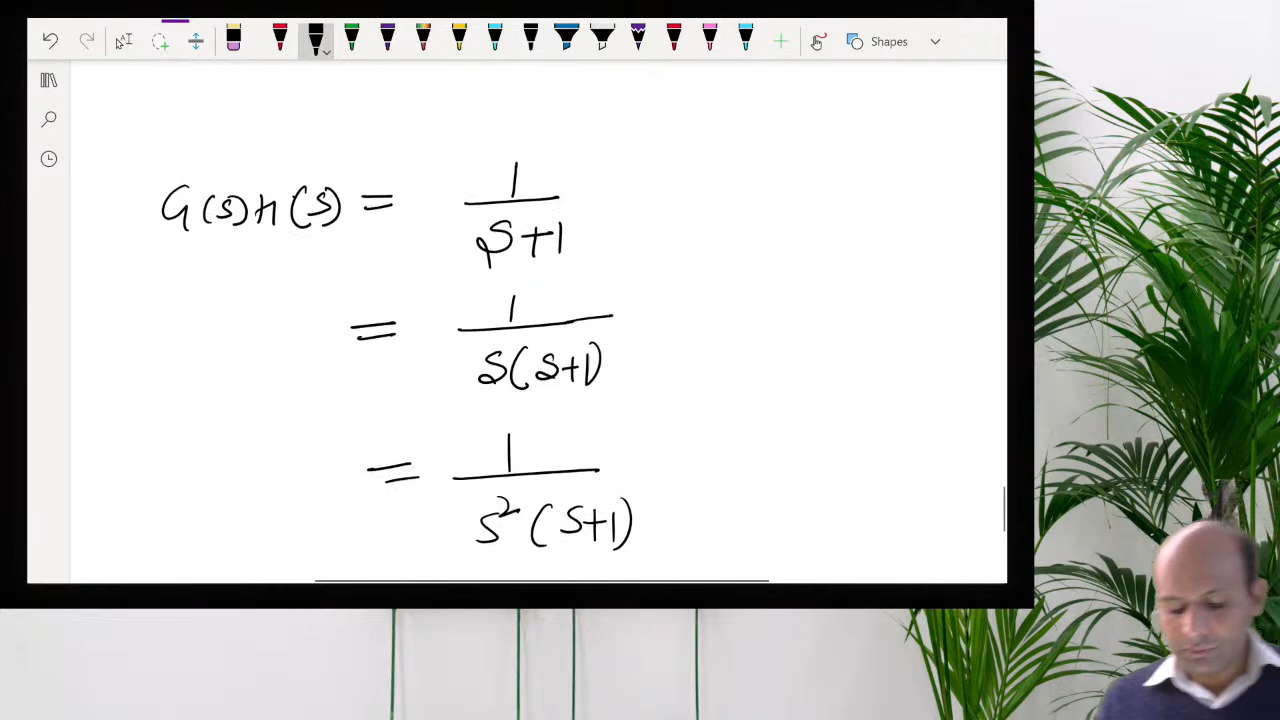 Shapes
G(s)H(s) = 1/(S+1)
= 1/(S(S+1))
= 1/(S²(S+1))